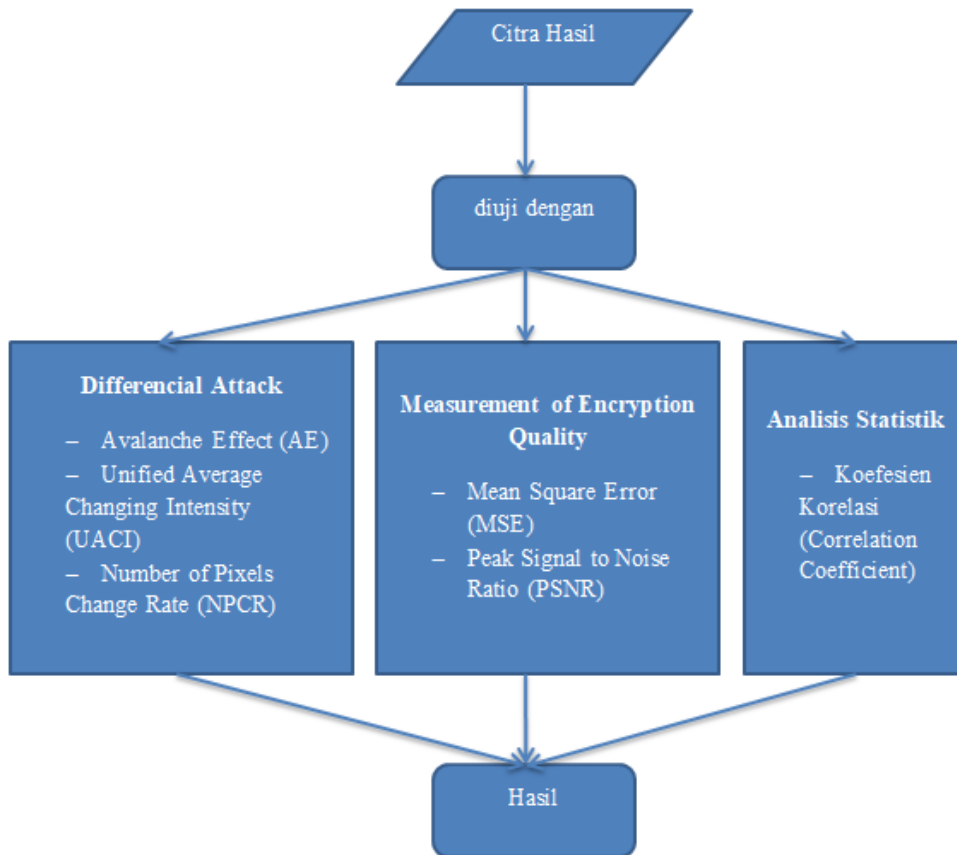 Citra Hasil
diuji dengan
Differencial Attack
– Avalanche Effect (AE)
– Unified Average
Changing Intensity
(UACI)
– Number of Pixels
Change Rate (NPCR)
Measurement of Encryption
Quality
– Mean Square Error
(MSE)
– Peak Signal to Noise
Ratio (PSNR)
Analisis Statistik
– Koefesien
Korelasi
(Correlation
Coefficient)
Hasil